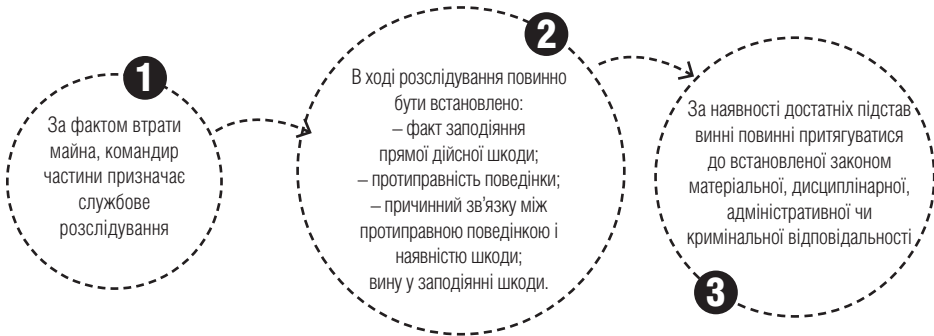 1
За фактом втрати
майна, командир
частини призначає
службове
розслідування
2
В ході розслідування повинно
бути встановлено:
– факт заподіяння
прямої дійсної шкоди;
– протиправність поведінки;
– причинний зв’язку між
протиправною поведінкою і
наявністю шкоди;
вину у заподіянні шкоди.
За наявності достатніх підстав
винні повинні притягуватися
до встановленої законом
матеріальної, дисциплінарної,
адміністративної чи
кримінальної відповідальності
3